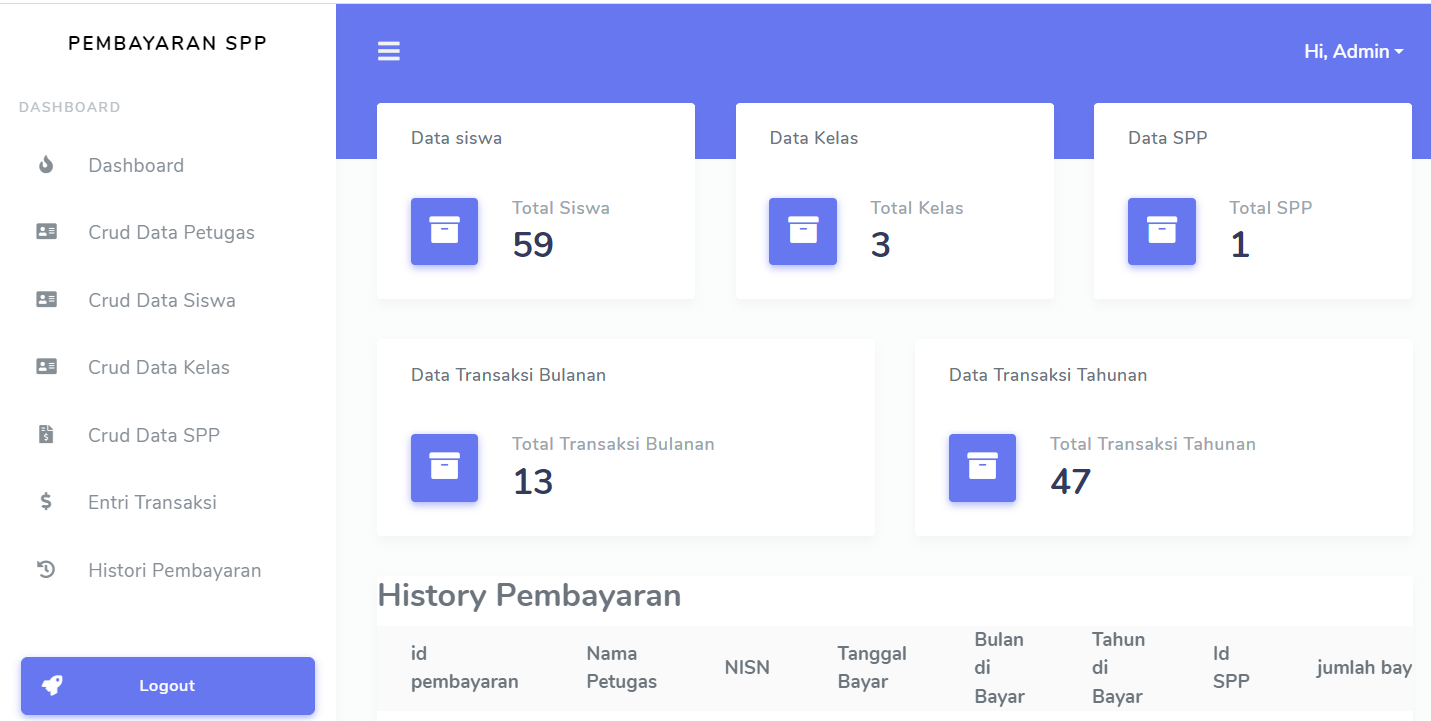 PEMBAYARAN SPP
DASHBOARD
Dashboard
Crud Data Petugas
Crud Data Siswa
Crud Data Kelas
Crud Data SPP
Entri Transaksi
Histori Pembayaran
Logout
Hi, Admin
Data siswa
Total Siswa
59
Data Kelas
Total Kelas
3
Data SPP
Total SPP
1
Data Transaksi Bulanan
Total Transaksi Bulanan
13
Data Transaksi Tahunan
Total Transaksi Tahunan
47
History Pembayaran
id
pembayaran
Nama
Petugas
NISN
Tanggal
Bayar
Bulan
di
Bayar
Tahun
di
Bayar
Id
SPP
jumlah bay